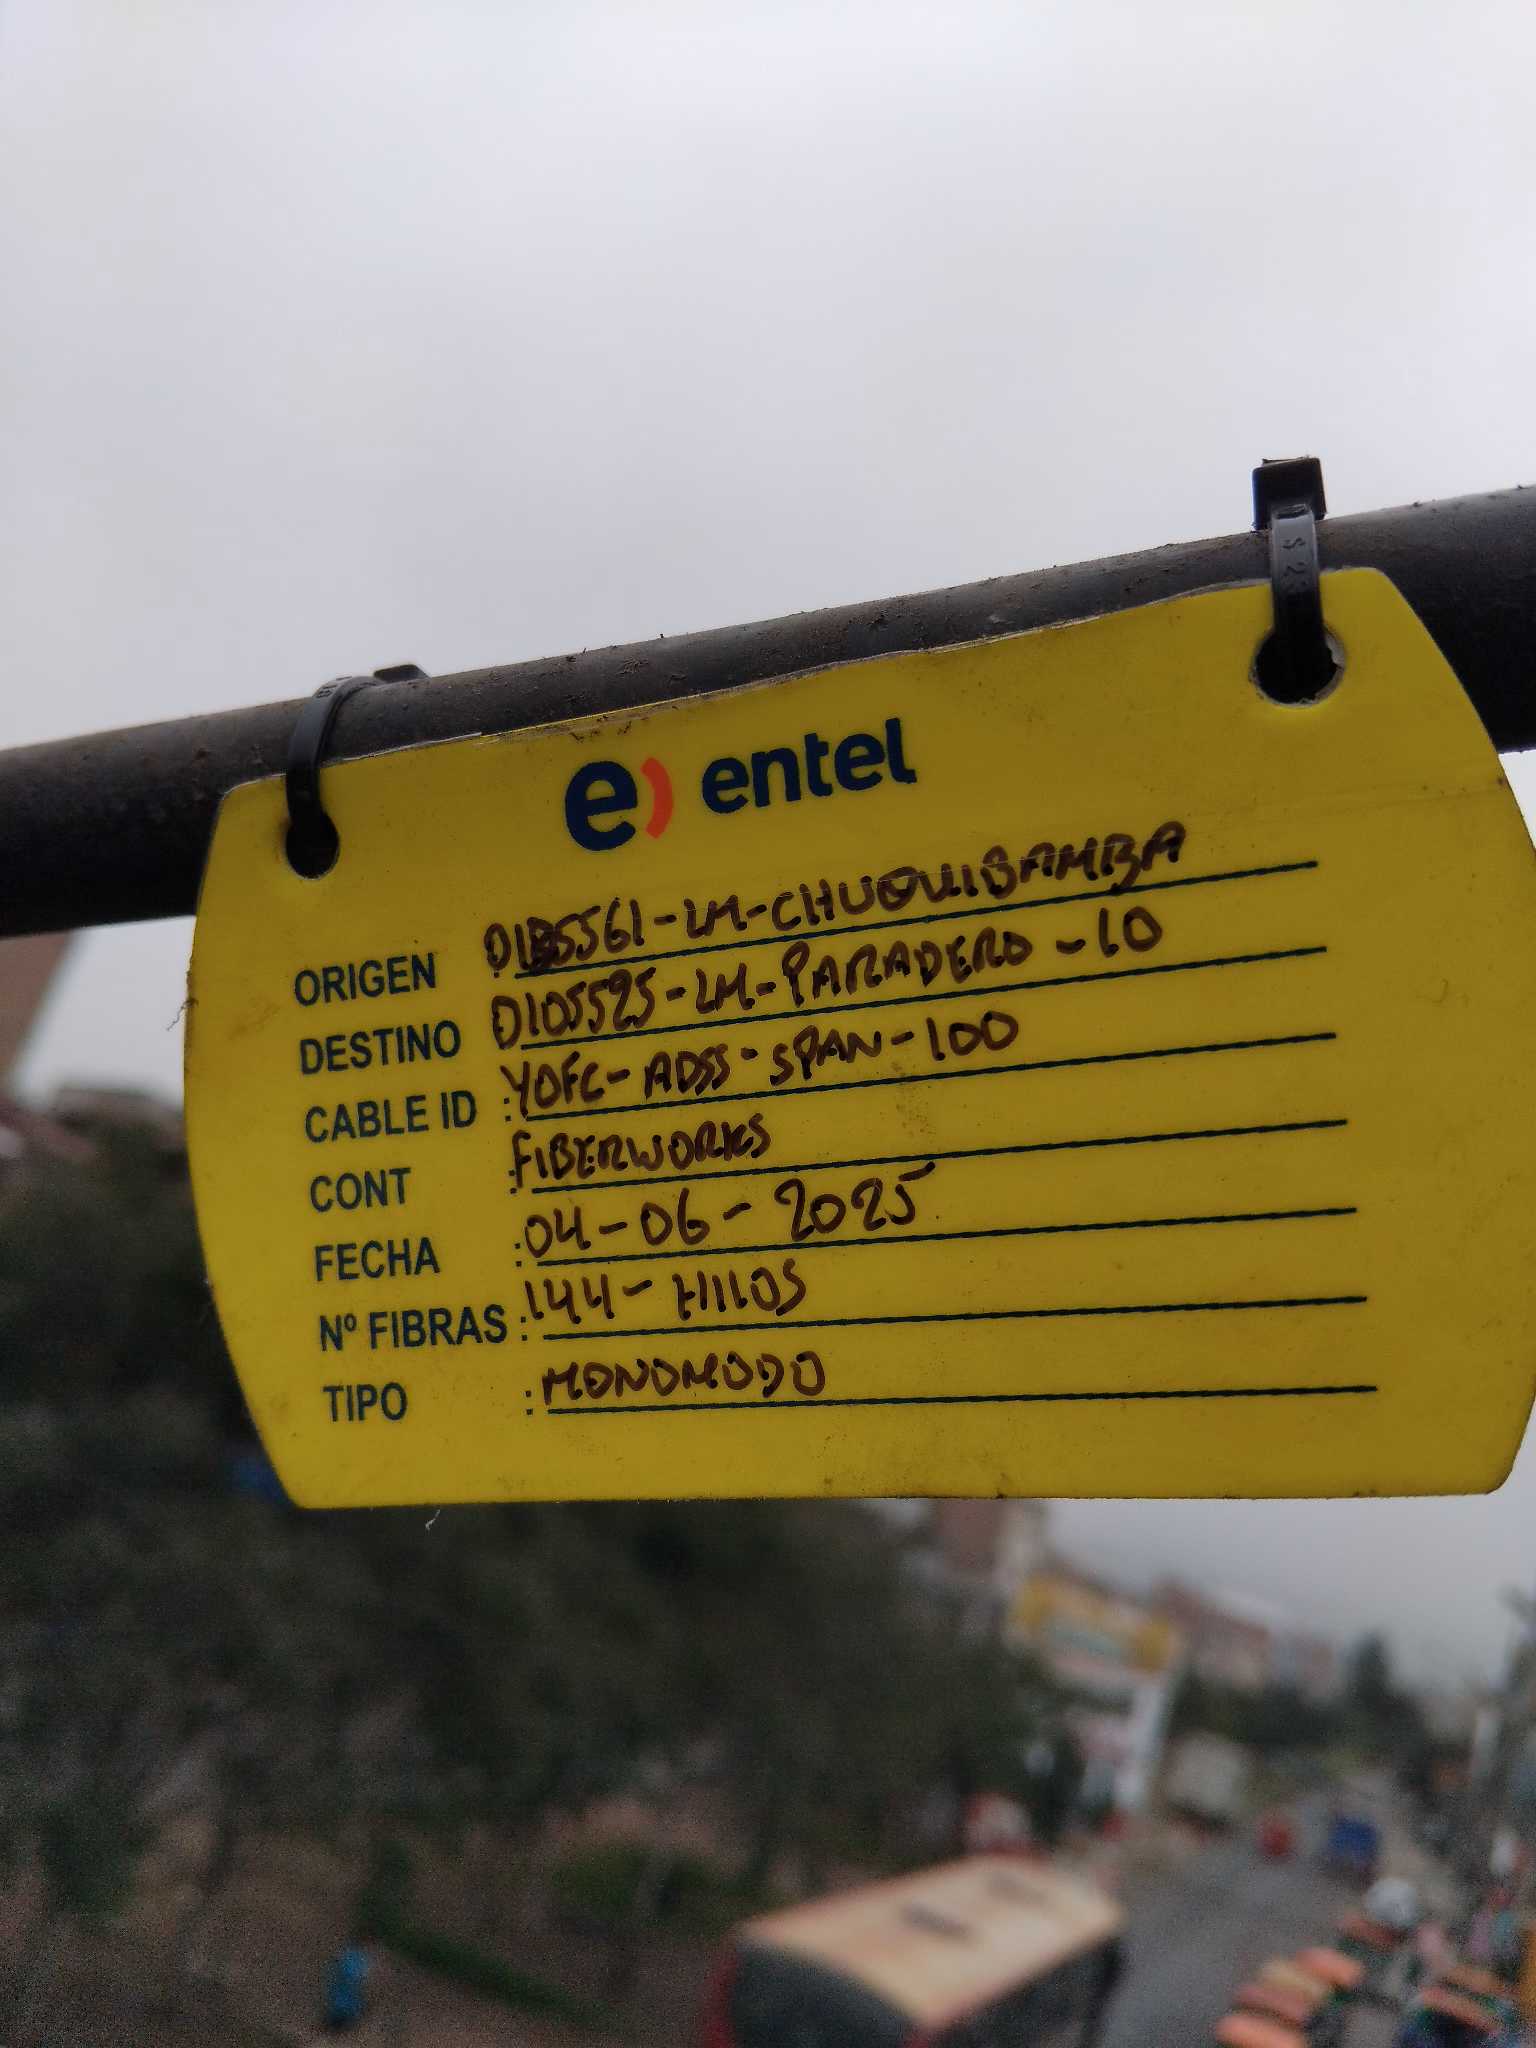 e) entel
ORIGEN : 0105561-LM-CHUQUIBAMBA
DESTINO 0105525-LM-PARADERO-10
CABLE ID : YOFC-ADSS-SPAN-100
CONT : FIBERWORKS
FECHA : 04-06-2025
Nº FIBRAS : 144-HILOS
TIPO : MONOMODO